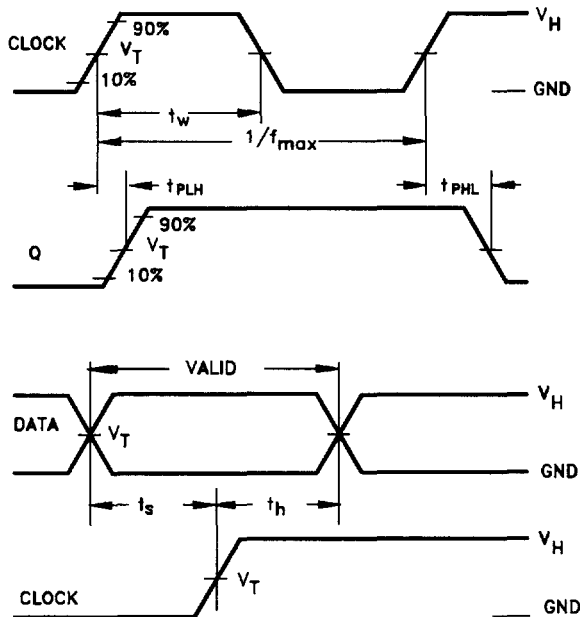 90%
V_H
CLOCK
V_T
10%
GND
t_w
1/f_max
t_PLH
t_PHL
90%
Q
V_T
10%
VALID
V_H
DATA
V_T
GND
t_s
t_h
V_H
V_T
CLOCK
GND